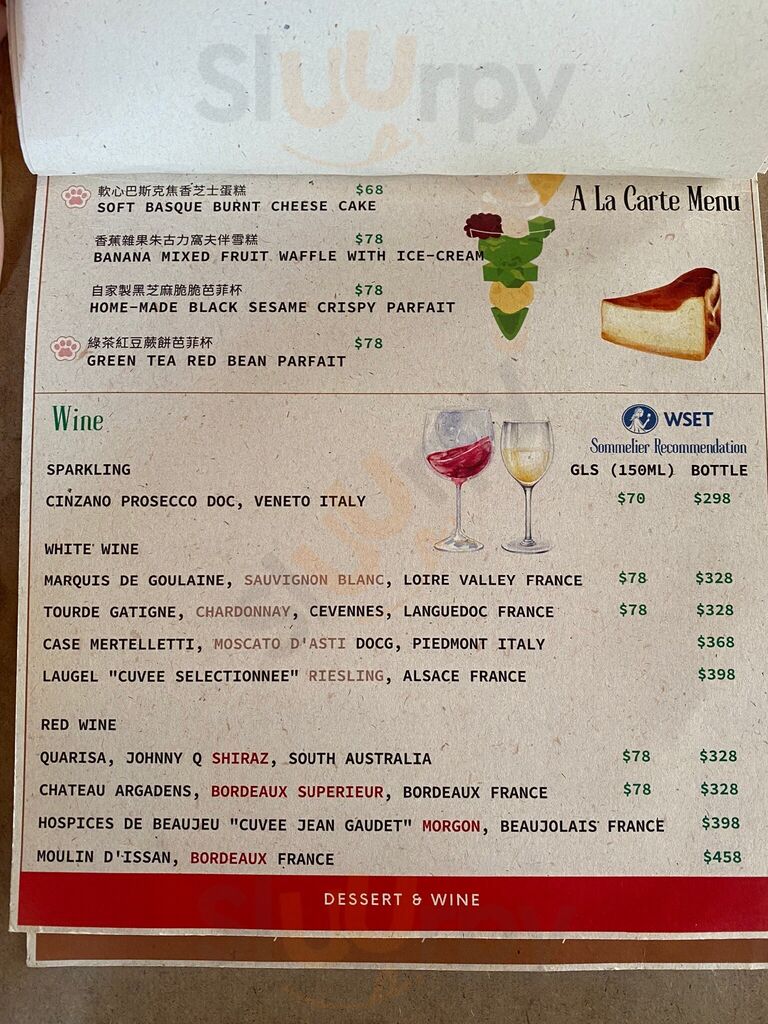 Sluurpy
A La Carte Menu
軟心巴斯克焦香芝士蛋糕 $68
SOFT BASQUE BURNT CHEESE CAKE
香蕉雜果朱古力窩夫伴雪糕 $78
BANANA MIXED FRUIT WAFFLE WITH ICE-CREAM
自家製黑芝麻脆脆芭菲杯 $78
HOME-MADE BLACK SESAME CRISPY PARFAIT
綠茶紅豆蕨餅芭菲杯 $78
GREEN TEA RED BEAN PARFAIT
Wine
WSET
Sommelier Recommendation
SPARKLING GLS (150ML) BOTTLE
CINZANO PROSECCO DOC, VENETO ITALY $70 $298
WHITE WINE
MARQUIS DE GOULAINE, SAUVIGNON BLANC, LOIRE VALLEY FRANCE $78 $328
TOURDE GATIGNE, CHARDONNAY, CEVENNES, LANGUEDOC FRANCE $78 $328
CASE MERTELLETTI, MOSCATO D'ASTI DOCG, PIEDMONT ITALY $368
LAUGEL "CUVEE SELECTIONNEE" RIESLING, ALSACE FRANCE $398
RED WINE
QUARISA, JOHNNY Q SHIRAZ, SOUTH AUSTRALIA $78 $328
CHATEAU ARGADENS, BORDEAUX SUPERIEUR, BORDEAUX FRANCE $78 $328
HOSPICES DE BEAUJEU "CUVEE JEAN GAUDET" MORGON, BEAUJOLAIS FRANCE $398
MOULIN D'ISSAN, BORDEAUX FRANCE $458
DESSERT & WINE